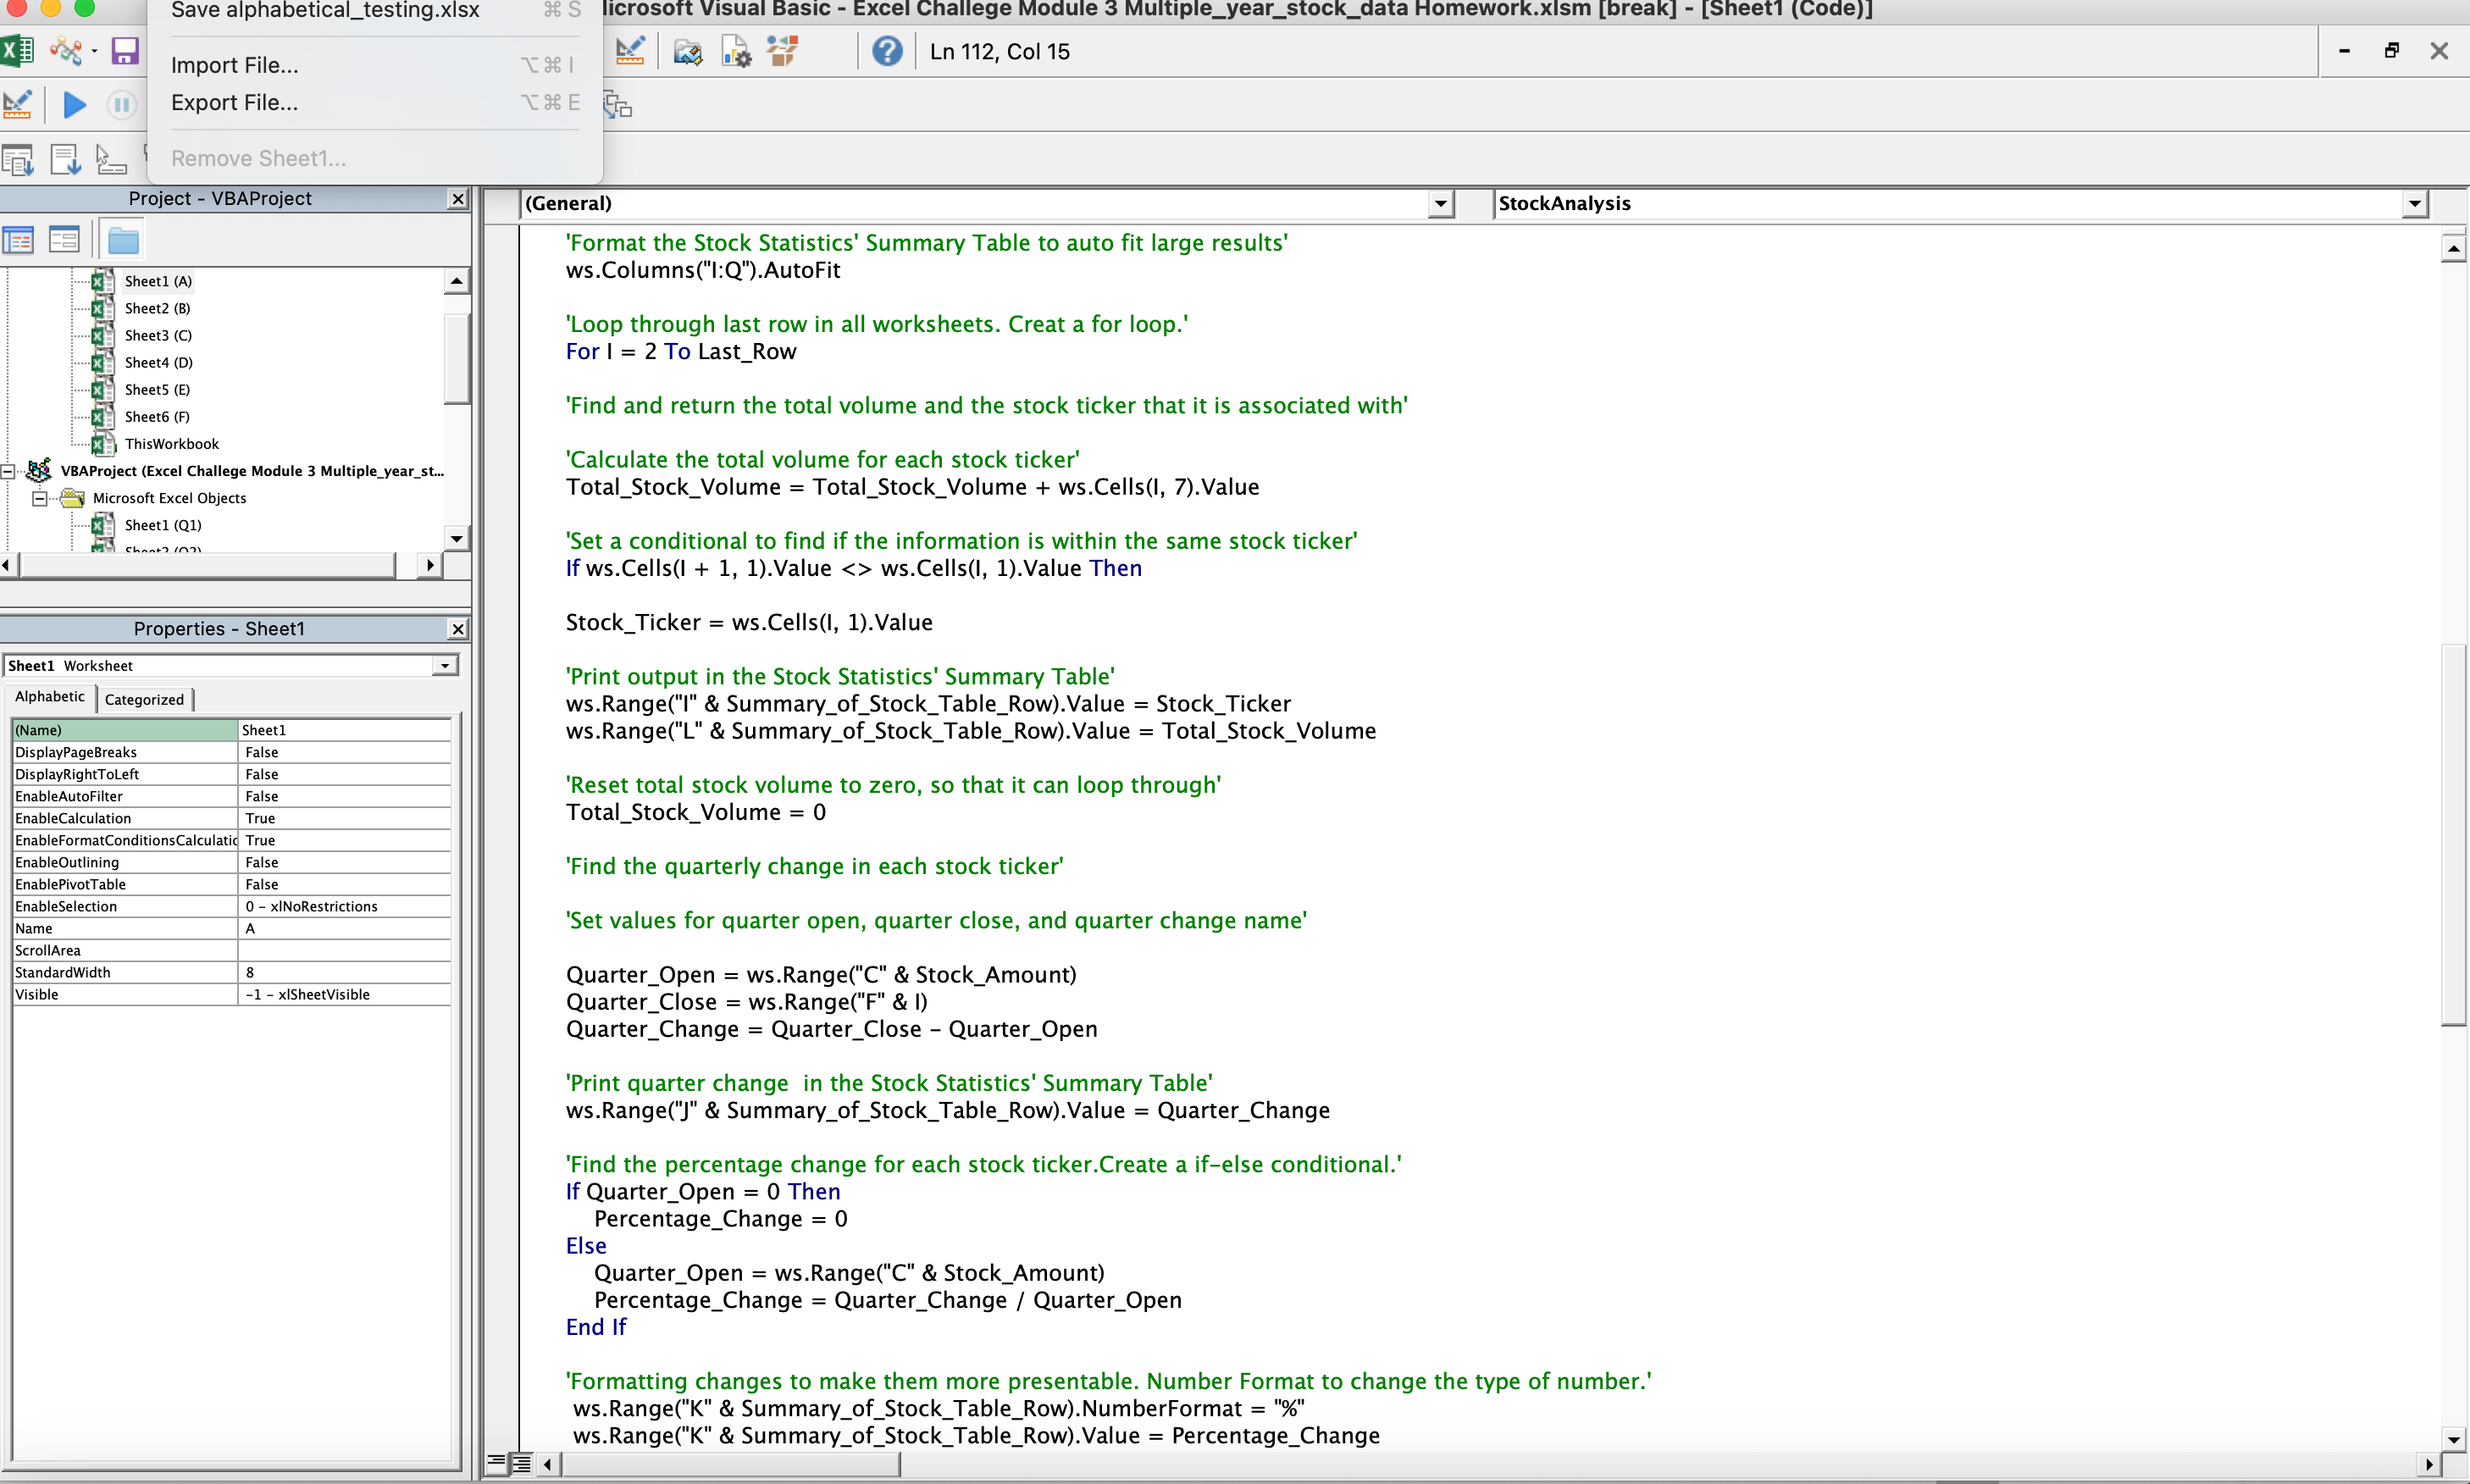 Save alphabetical_testing.xlsx ⌘ S
Microsoft Visual Basic - Excel Challege Module 3 Multiple_year_stock_data Homework.xlsm [break] - [Sheet1 (Code)]
Import File... ⌥ ⌘ I
Ln 112, Col 15
Export File... ⌥ ⌘ E
Remove Sheet1...
Project - VBAProject
Sheet1 (A)
Sheet2 (B)
Sheet3 (C)
Sheet4 (D)
Sheet5 (E)
Sheet6 (F)
ThisWorkbook
VBAProject (Excel Challege Module 3 Multiple_year_st...
Microsoft Excel Objects
Sheet1 (Q1)
Sheet2 (Q2)
Properties - Sheet1
Sheet1 Worksheet
Alphabetic Categorized
(Name) Sheet1
DisplayPageBreaks False
DisplayRightToLeft False
EnableAutoFilter False
EnableCalculation True
EnableFormatConditionsCalculatic True
EnableOutlining False
EnablePivotTable False
EnableSelection 0 - xlNoRestrictions
Name A
ScrollArea
StandardWidth 8
Visible -1 - xlSheetVisible
(General) StockAnalysis
'Format the Stock Statistics' Summary Table to auto fit large results'
ws.Columns("I:Q").AutoFit
'Loop through last row in all worksheets. Creat a for loop.'
For I = 2 To Last_Row
'Find and return the total volume and the stock ticker that it is associated with'
'Calculate the total volume for each stock ticker'
Total_Stock_Volume = Total_Stock_Volume + ws.Cells(I, 7).Value
'Set a conditional to find if the information is within the same stock ticker'
If ws.Cells(I + 1, 1).Value <> ws.Cells(I, 1).Value Then
Stock_Ticker = ws.Cells(I, 1).Value
'Print output in the Stock Statistics' Summary Table'
ws.Range("I" & Summary_of_Stock_Table_Row).Value = Stock_Ticker
ws.Range("L" & Summary_of_Stock_Table_Row).Value = Total_Stock_Volume
'Reset total stock volume to zero, so that it can loop through'
Total_Stock_Volume = 0
'Find the quarterly change in each stock ticker'
'Set values for quarter open, quarter close, and quarter change name'
Quarter_Open = ws.Range("C" & Stock_Amount)
Quarter_Close = ws.Range("F" & I)
Quarter_Change = Quarter_Close - Quarter_Open
'Print quarter change  in the Stock Statistics' Summary Table'
ws.Range("J" & Summary_of_Stock_Table_Row).Value = Quarter_Change
'Find the percentage change for each stock ticker.Create a if-else conditional.'
If Quarter_Open = 0 Then
Percentage_Change = 0
Else
Quarter_Open = ws.Range("C" & Stock_Amount)
Percentage_Change = Quarter_Change / Quarter_Open
End If
'Formatting changes to make them more presentable. Number Format to change the type of number.'
ws.Range("K" & Summary_of_Stock_Table_Row).NumberFormat = "%"
ws.Range("K" & Summary_of_Stock_Table_Row).Value = Percentage_Change